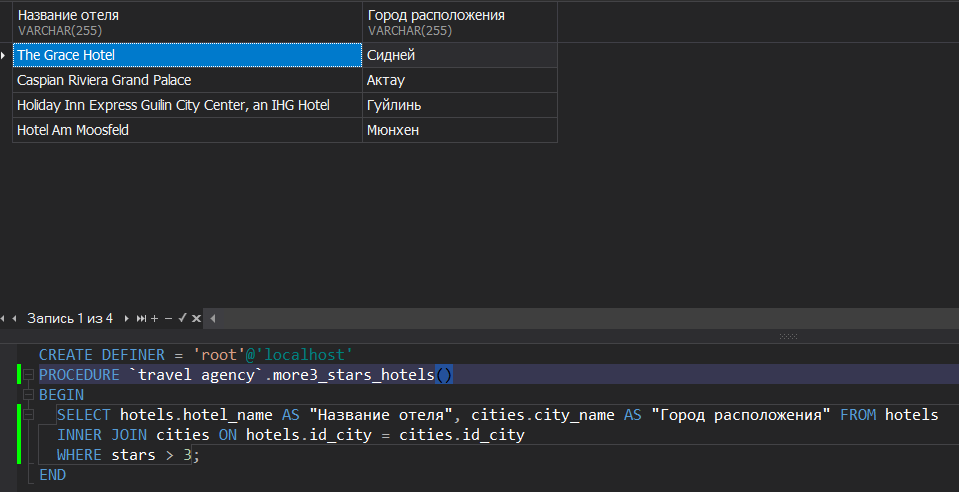 Название отеля Город расположения
VARCHAR(255) VARCHAR(255)
The Grace Hotel Сидней
Caspian Riviera Grand Palace Актау
Holiday Inn Express Guilin City Center, an IHG Hotel Гуйлинь
Hotel Am Moosfeld Мюнхен
Запись 1 из 4
CREATE DEFINER = 'root'@'localhost'
PROCEDURE `travel agency`.more3_stars_hotels()
BEGIN
SELECT hotels.hotel_name AS "Название отеля", cities.city_name AS "Город расположения" FROM hotels
INNER JOIN cities ON hotels.id_city = cities.id_city
WHERE stars > 3;
END